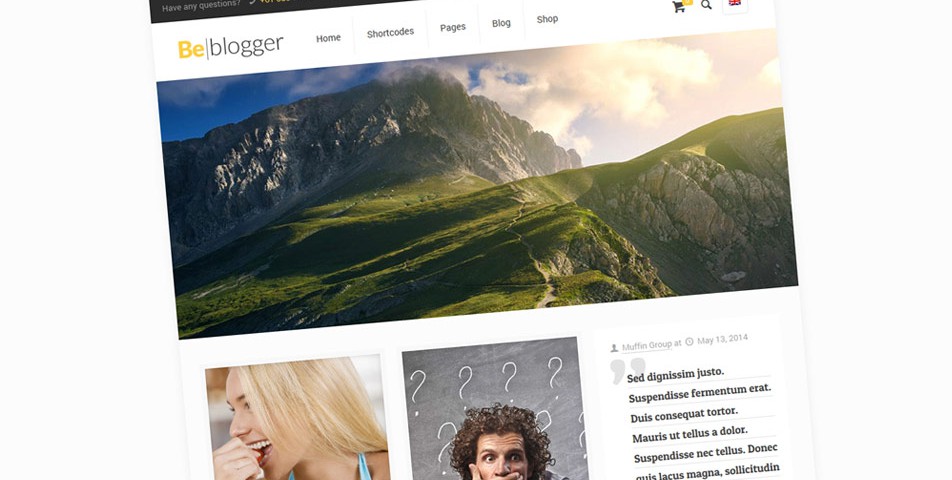 Have any questions?
Be|blogger
Home
Shortcodes
Pages
Blog
Shop
Muffin Group at May 13, 2014
Sed dignissim justo.
Suspendisse fermentum erat.
Duis consequat tortor.
Mauris ut tellus a dolor.
Suspendisse nec tellus. Donec
quis lacus magna, sollicitudin
? ? ? ?